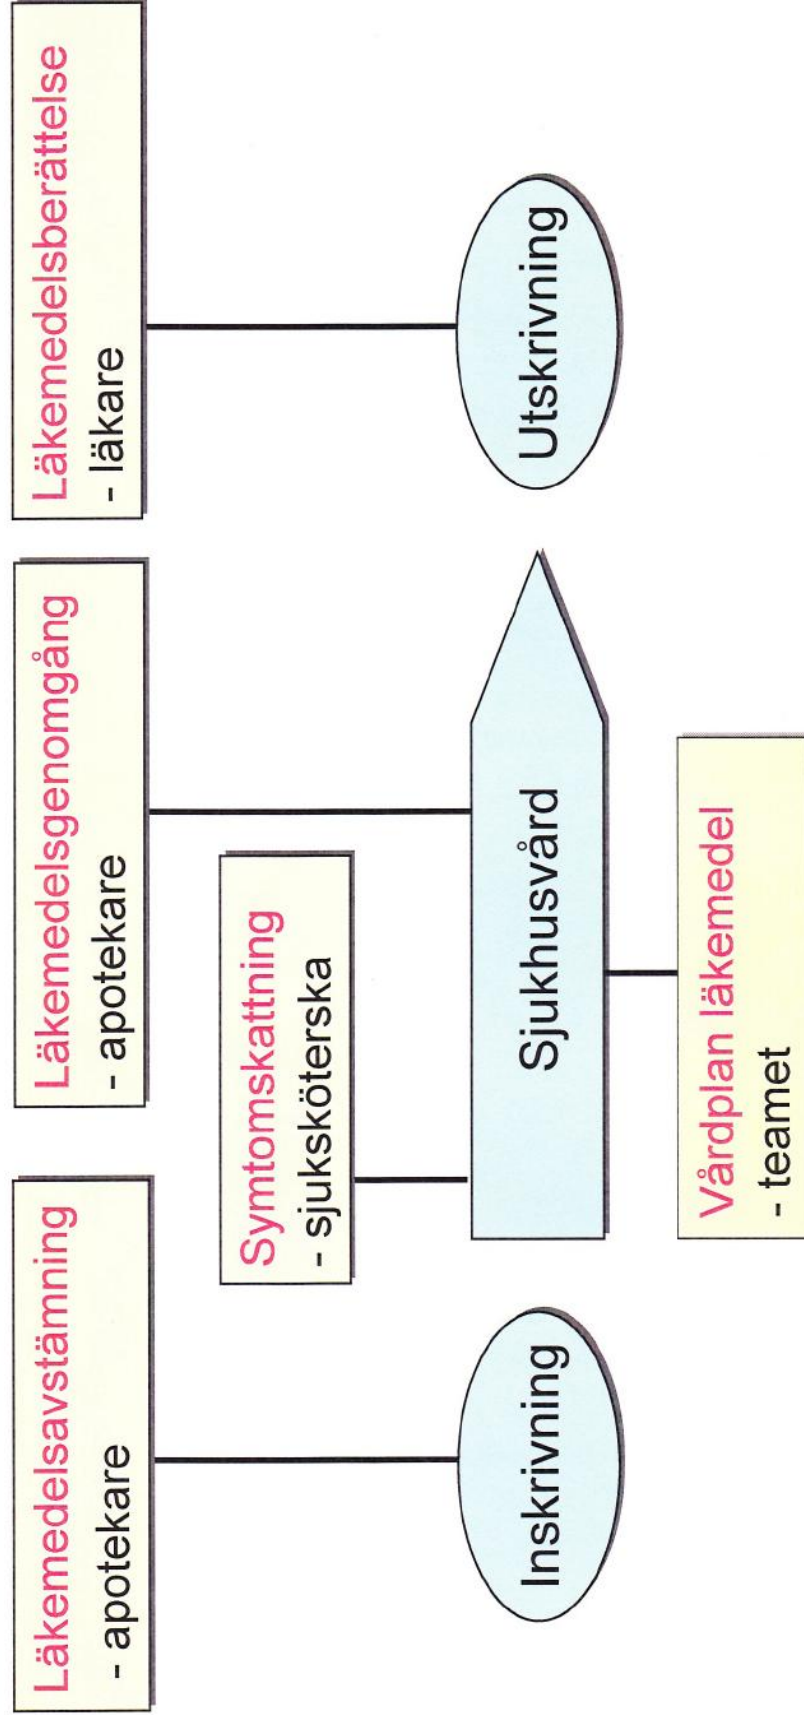 Läkemedelsavstämning
- apotekare
Läkemedelsgenomgång
- apotekare
Läkemedelsberättelse
- läkare
Symtomskattning
- sjuksköterska
Inskrivning
Sjukhusvård
Utskrivning
Vårdplan läkemedel
- teamet